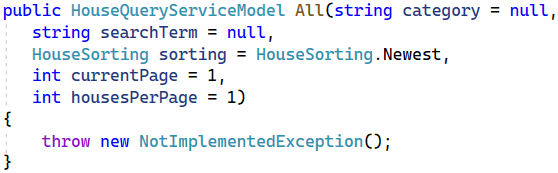 public HouseQueryServiceModel All(string category = null,
string searchTerm = null,
HouseSorting sorting = HouseSorting.Newest,
int currentPage = 1,
int housesPerPage = 1)
{
throw new NotImplementedException();
}